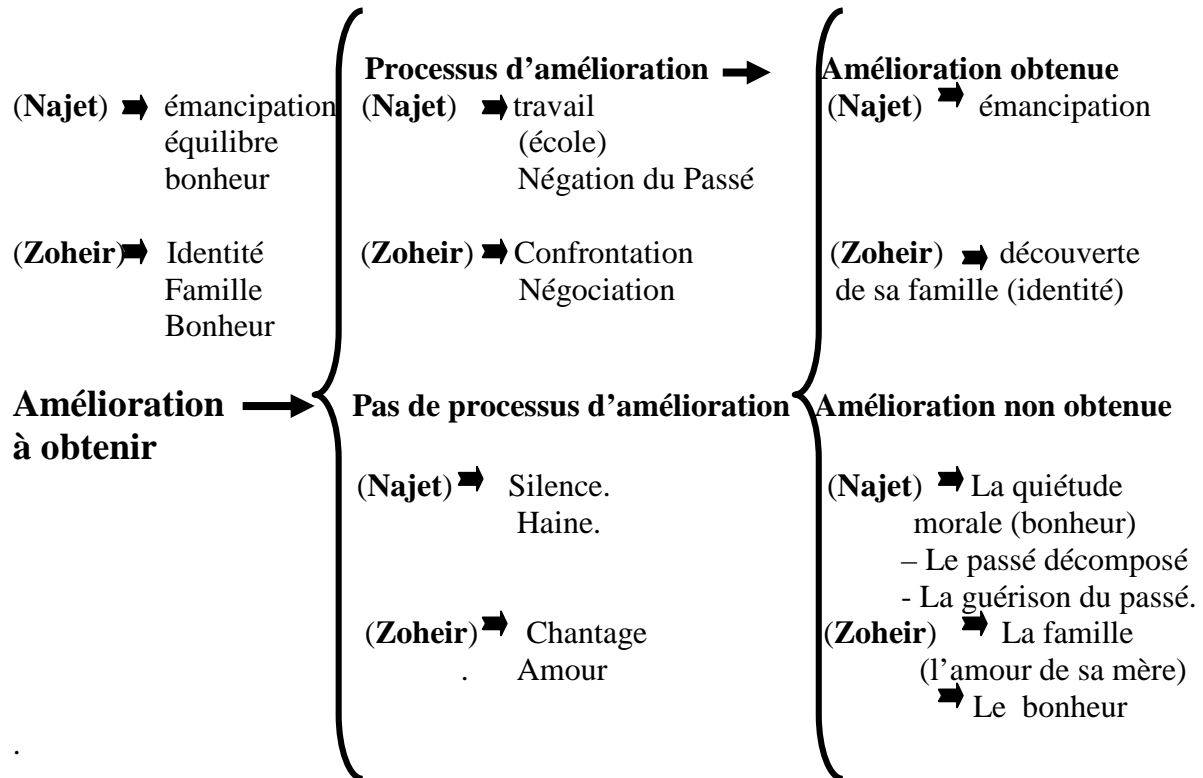 Processus d’amélioration Amélioration obtenue
(Najet) émancipation (Najet) travail (Najet) émancipation
équilibre (école)
bonheur Négation du Passé
(Zoheir) Identité (Zoheir) Confrontation (Zoheir) découverte
Famille Négociation de sa famille (identité)
Bonheur
Amélioration Pas de processus d’amélioration Amélioration non obtenue
à obtenir
(Najet) Silence. (Najet) La quiétude
Haine. morale (bonheur)
– Le passé décomposé
- La guérison du passé.
(Zoheir) Chantage (Zoheir) La famille
. Amour (l’amour de sa mère)
Le bonheur
.